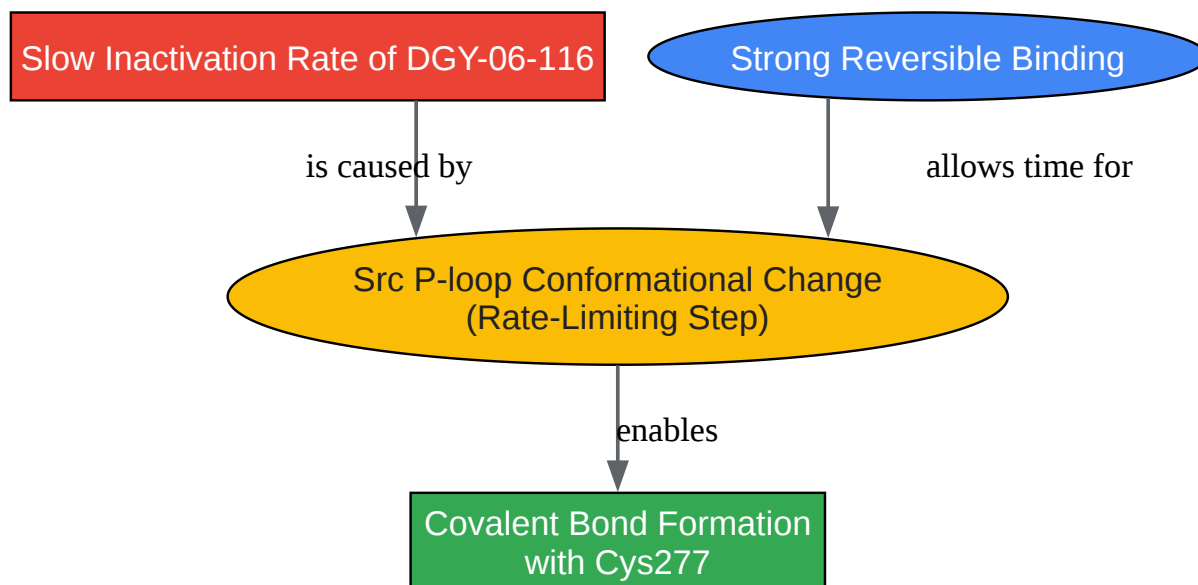 Slow Inactivation Rate of DGY-06-116
Strong Reversible Binding
is caused by
allows time for
Src P-loop Conformational Change
(Rate-Limiting Step)
enables
Covalent Bond Formation
with Cys277